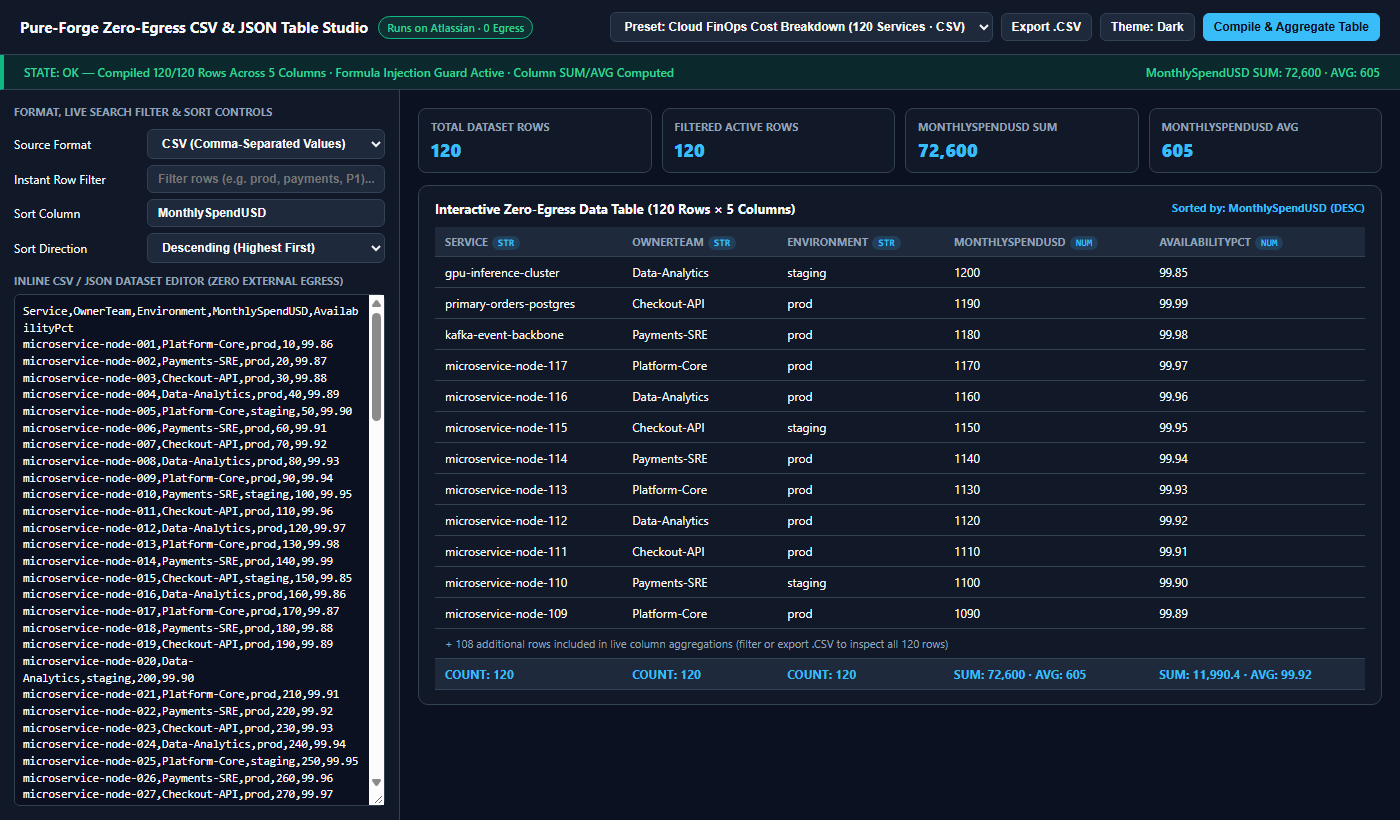 Pure-Forge Zero-Egress CSV & JSON Table Studio
Runs on Atlassian · 0 Egress
Preset: Cloud FinOps Cost Breakdown (120 Services · CSV)
Export .CSV
Theme: Dark
Compile & Aggregate Table
STATE: OK — Compiled 120/120 Rows Across 5 Columns · Formula Injection Guard Active · Column SUM/AVG Computed
MonthlySpendUSD SUM: 72,600 · AVG: 605
FORMAT, LIVE SEARCH FILTER & SORT CONTROLS
Source Format
CSV (Comma-Separated Values)
Instant Row Filter
Filter rows (e.g. prod, payments, P1)...
Sort Column
MonthlySpendUSD
Sort Direction
Descending (Highest First)
INLINE CSV / JSON DATASET EDITOR (ZERO EXTERNAL EGRESS)
Service,OwnerTeam,Environment,MonthlySpendUSD,Availab
ilityPct
microservice-node-001,Platform-Core,prod,10,99.86
microservice-node-002,Payments-SRE,prod,20,99.87
microservice-node-003,Checkout-API,prod,30,99.88
microservice-node-004,Data-Analytics,prod,40,99.89
microservice-node-005,Platform-Core,staging,50,99.90
microservice-node-006,Payments-SRE,prod,60,99.91
microservice-node-007,Checkout-API,prod,70,99.92
microservice-node-008,Data-Analytics,prod,80,99.93
microservice-node-009,Platform-Core,prod,90,99.94
microservice-node-010,Payments-SRE,staging,100,99.95
microservice-node-011,Checkout-API,prod,110,99.96
microservice-node-012,Data-Analytics,prod,120,99.97
microservice-node-013,Platform-Core,prod,130,99.98
microservice-node-014,Payments-SRE,prod,140,99.99
microservice-node-015,Checkout-API,staging,150,99.85
microservice-node-016,Data-Analytics,prod,160,99.86
microservice-node-017,Platform-Core,prod,170,99.87
microservice-node-018,Payments-SRE,prod,180,99.88
microservice-node-019,Checkout-API,prod,190,99.89
microservice-node-020,Data-
Analytics,staging,200,99.90
microservice-node-021,Platform-Core,prod,210,99.91
microservice-node-022,Payments-SRE,prod,220,99.92
microservice-node-023,Checkout-API,prod,230,99.93
microservice-node-024,Data-Analytics,prod,240,99.94
microservice-node-025,Platform-Core,staging,250,99.95
microservice-node-026,Payments-SRE,prod,260,99.96
microservice-node-027,Checkout-API,prod,270,99.97
TOTAL DATASET ROWS
120
FILTERED ACTIVE ROWS
120
MONTHLYSPENDUSD SUM
72,600
MONTHLYSPENDUSD AVG
605
Interactive Zero-Egress Data Table (120 Rows × 5 Columns)
Sorted by: MonthlySpendUSD (DESC)
SERVICE STR OWNERTEAM STR ENVIRONMENT STR MONTHLYSPENDUSD NUM AVAILABILITYPCT NUM
gpu-inference-cluster Data-Analytics staging 1200 99.85
primary-orders-postgres Checkout-API prod 1190 99.99
kafka-event-backbone Payments-SRE prod 1180 99.98
microservice-node-117 Platform-Core prod 1170 99.97
microservice-node-116 Data-Analytics prod 1160 99.96
microservice-node-115 Checkout-API staging 1150 99.95
microservice-node-114 Payments-SRE prod 1140 99.94
microservice-node-113 Platform-Core prod 1130 99.93
microservice-node-112 Data-Analytics prod 1120 99.92
microservice-node-111 Checkout-API prod 1110 99.91
microservice-node-110 Payments-SRE staging 1100 99.90
microservice-node-109 Platform-Core prod 1090 99.89
+ 108 additional rows included in live column aggregations (filter or export .CSV to inspect all 120 rows)
COUNT: 120 COUNT: 120 COUNT: 120 SUM: 72,600 · AVG: 605 SUM: 11,990.4 · AVG: 99.92